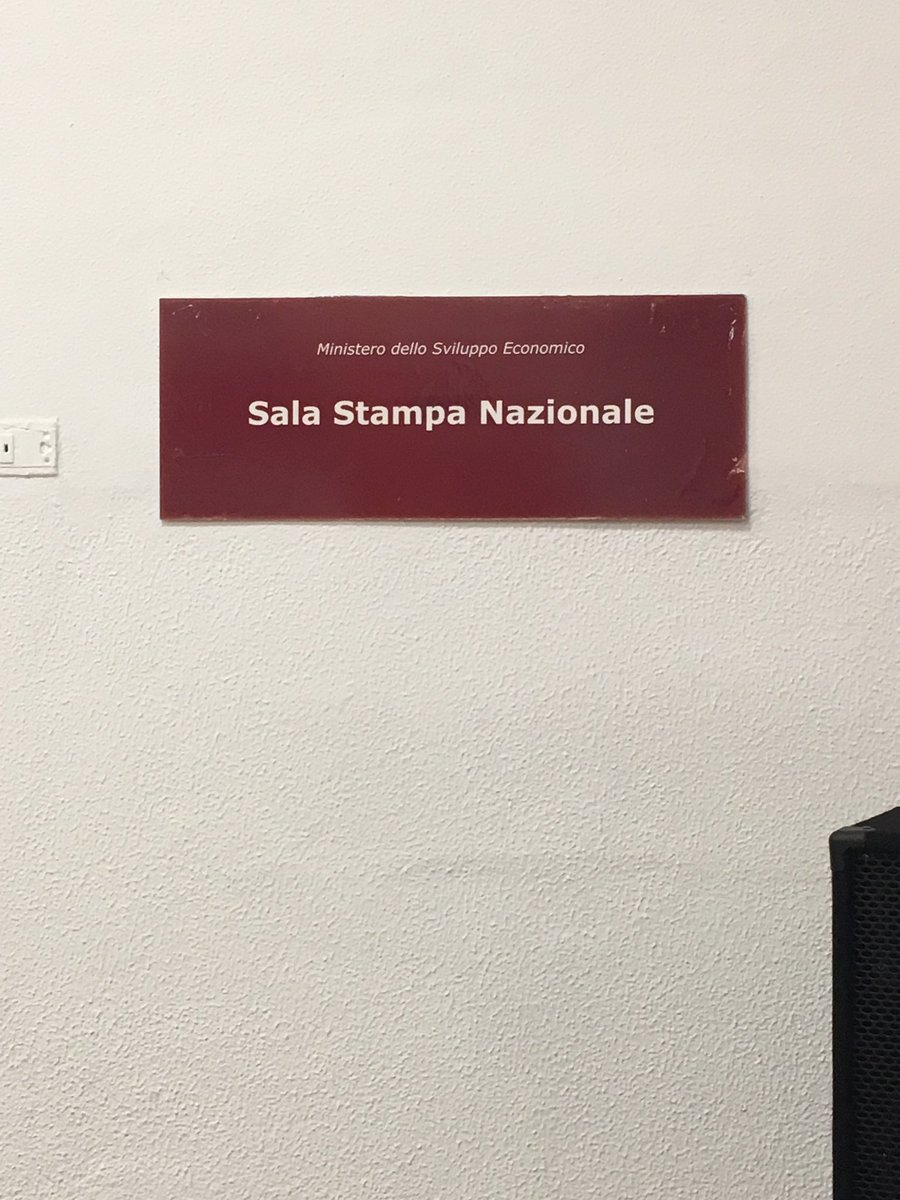 Ministero dello Sviluppo Economico
Sala Stampa Nazionale